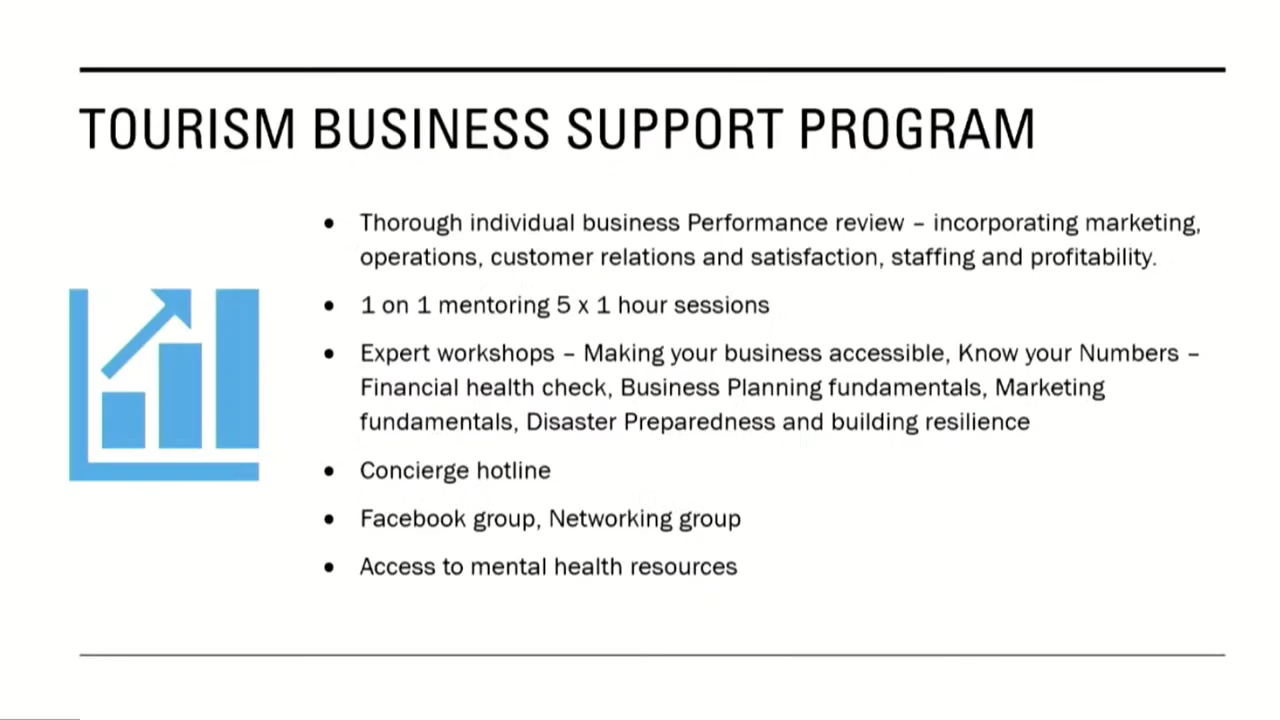 TOURISM BUSINESS SUPPORT PROGRAM
• Thorough individual business Performance review – incorporating marketing,
operations, customer relations and satisfaction, staffing and profitability.
• 1 on 1 mentoring 5 x 1 hour sessions
• Expert workshops – Making your business accessible, Know your Numbers –
Financial health check, Business Planning fundamentals, Marketing
fundamentals, Disaster Preparedness and building resilience
• Concierge hotline
• Facebook group, Networking group
• Access to mental health resources